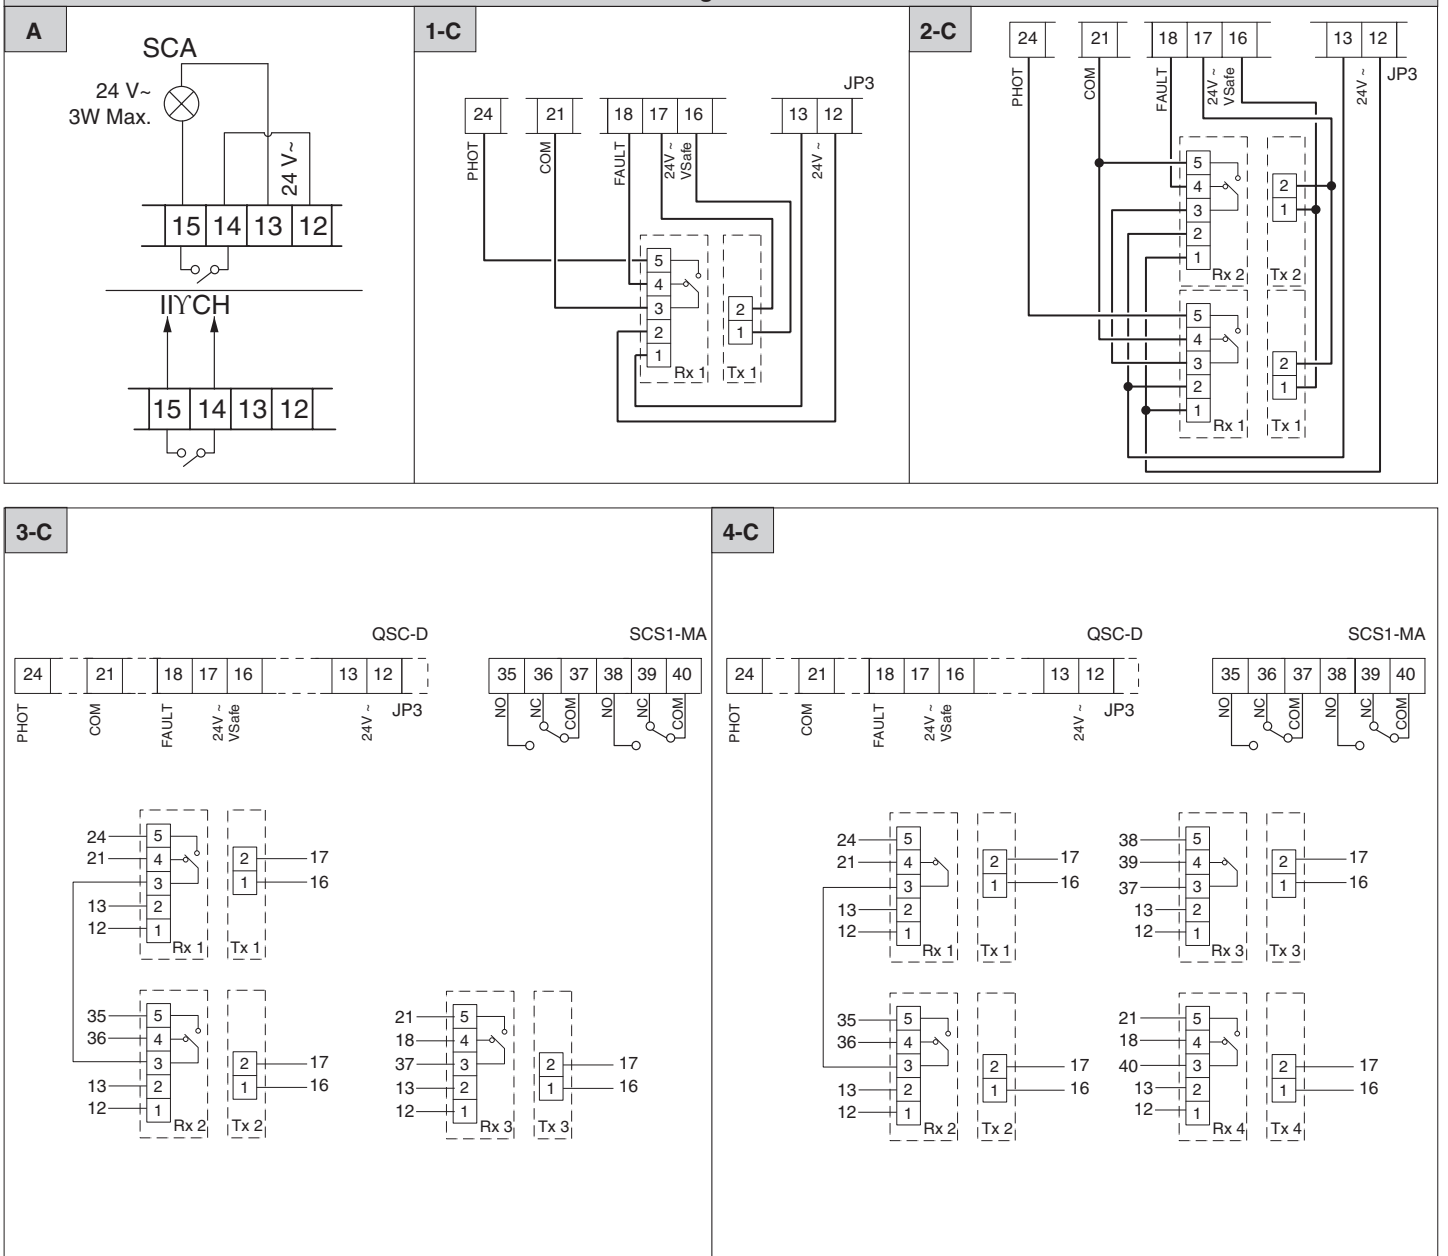 A
SCA
24 V~
3W Max.
24 V~
15 14 13 12
15 14 13 12
1-C
JP3
24 21 18 17 16 13 12
PHOT
COM
FAULT
24V ~
VSafe
24V ~
5
4
3
2
1
Rx 1
2
1
Tx 1
2-C
24 21 18 17 16 13 12
JP3
PHOT
COM
FAULT
24V ~
VSafe
24V ~
5
4
3
2
1
Rx 2
2
1
Tx 2
5
4
3
2
1
Rx 1
2
1
Tx 1
3-C
QSC-D
SCS1-MA
24 21 18 17 16 13 12
35 36 37 38 39 40
PHOT
COM
FAULT
24V ~
VSafe
24V ~
JP3
NO
NC
COM
NO
NC
COM
24 5
21 4
3
13 2
12 1
Rx 1
2 17
1 16
Tx 1
35 5
36 4
3
13 2
12 1
Rx 2
2 17
1 16
Tx 2
21 5
18 4
37 3
13 2
12 1
Rx 3
2 17
1 16
Tx 3
4-C
QSC-D
SCS1-MA
24 21 18 17 16 13 12
35 36 37 38 39 40
PHOT
COM
FAULT
24V ~
VSafe
24V ~
JP3
NO
NC
COM
NO
NC
COM
24 5
21 4
3
13 2
12 1
Rx 1
2 17
1 16
Tx 1
38 5
39 4
37 3
13 2
12 1
Rx 3
2 17
1 16
Tx 3
35 5
36 4
3
13 2
12 1
Rx 2
2 17
1 16
Tx 2
21 5
18 4
40 3
13 2
12 1
Rx 4
2 17
1 16
Tx 4